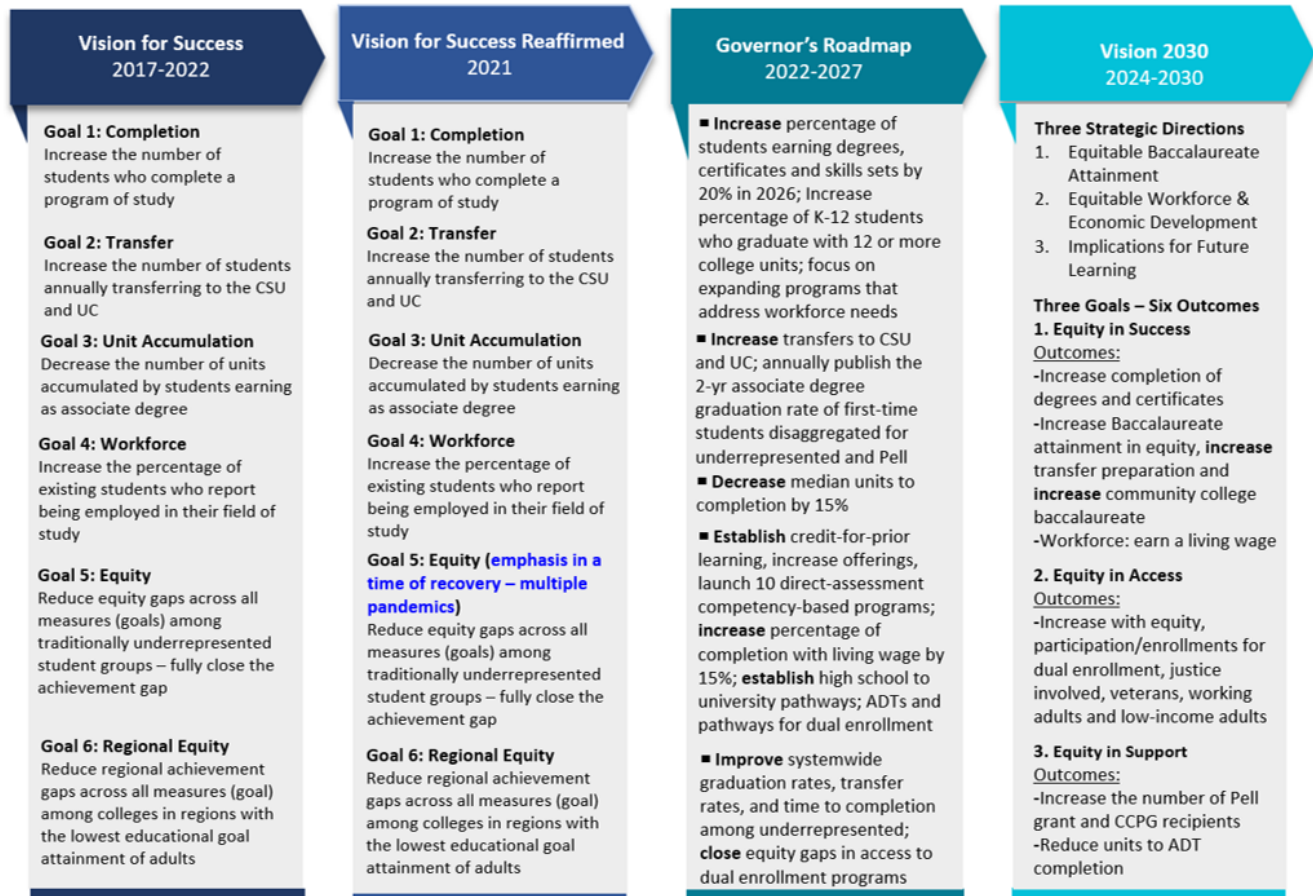 Vision for Success
2017-2022
Goal 1: Completion
Increase the number of
students who complete a
program of study
Goal 2: Transfer
Increase the number of students
annually transferring to the CSU
and UC
Goal 3: Unit Accumulation
Decrease the number of units
accumulated by students earning
as associate degree
Goal 4: Workforce
Increase the percentage of
existing students who report
being employed in their field of
study
Goal 5: Equity
Reduce equity gaps across all
measures (goals) among
traditionally underrepresented
student groups – fully close the
achievement gap
Goal 6: Regional Equity
Reduce regional achievement
gaps across all measures (goal)
among colleges in regions with
the lowest educational goal
attainment of adults
Vision for Success Reaffirmed
2021
Goal 1: Completion
Increase the number of
students who complete a
program of study
Goal 2: Transfer
Increase the number of students
annually transferring to the CSU
and UC
Goal 3: Unit Accumulation
Decrease the number of units
accumulated by students earning
as associate degree
Goal 4: Workforce
Increase the percentage of
existing students who report
being employed in their field of
study
Goal 5: Equity (emphasis in a
time of recovery – multiple
pandemics)
Reduce equity gaps across all
measures (goals) among
traditionally underrepresented
student groups – fully close the
achievement gap
Goal 6: Regional Equity
Reduce regional achievement
gaps across all measures (goal)
among colleges in regions with
the lowest educational goal
attainment of adults
Governor's Roadmap
2022-2027
▪ Increase percentage of
students earning degrees,
certificates and skills sets by
20% in 2026; Increase
percentage of K-12 students
who graduate with 12 or more
college units; focus on
expanding programs that
address workforce needs
▪ Increase transfers to CSU
and UC; annually publish the
2-yr associate degree
graduation rate of first-time
students disaggregated for
underrepresented and Pell
▪ Decrease median units to
completion by 15%
▪ Establish credit-for-prior
learning, increase offerings,
launch 10 direct-assessment
competency-based programs;
increase percentage of
completion with living wage by
15%; establish high school to
university pathways; ADTs and
pathways for dual enrollment
▪ Improve systemwide
graduation rates, transfer
rates, and time to completion
among underrepresented;
close equity gaps in access to
dual enrollment programs
Vision 2030
2024-2030
Three Strategic Directions
1. Equitable Baccalaureate
Attainment
2. Equitable Workforce &
Economic Development
3. Implications for Future
Learning
Three Goals – Six Outcomes
1. Equity in Success
Outcomes:
-Increase completion of
degrees and certificates
-Increase Baccalaureate
attainment in equity, increase
transfer preparation and
increase community college
baccalaureate
-Workforce: earn a living wage
2. Equity in Access
Outcomes:
-Increase with equity,
participation/enrollments for
dual enrollment, justice
involved, veterans, working
adults and low-income adults
3. Equity in Support
Outcomes:
-Increase the number of Pell
grant and CCPG recipients
-Reduce units to ADT
completion